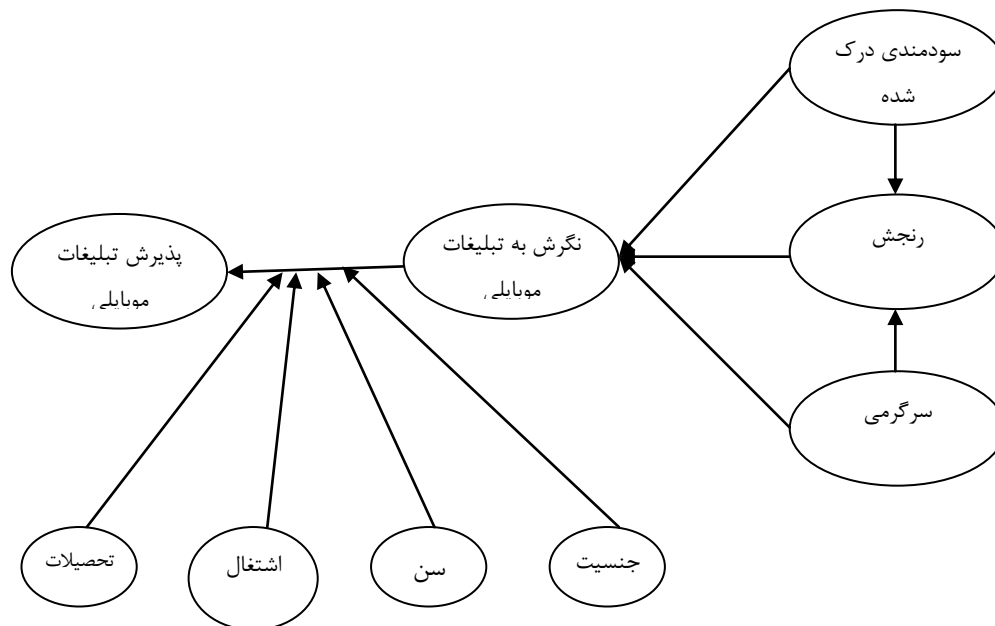 سودمندی درک
شده
رنجش
سرگرمی
نگرش به تبلیغات
موبایلی
پذیرش تبلیغات
موبایلی
جنسیت
سن
اشتغال
تحصیلات